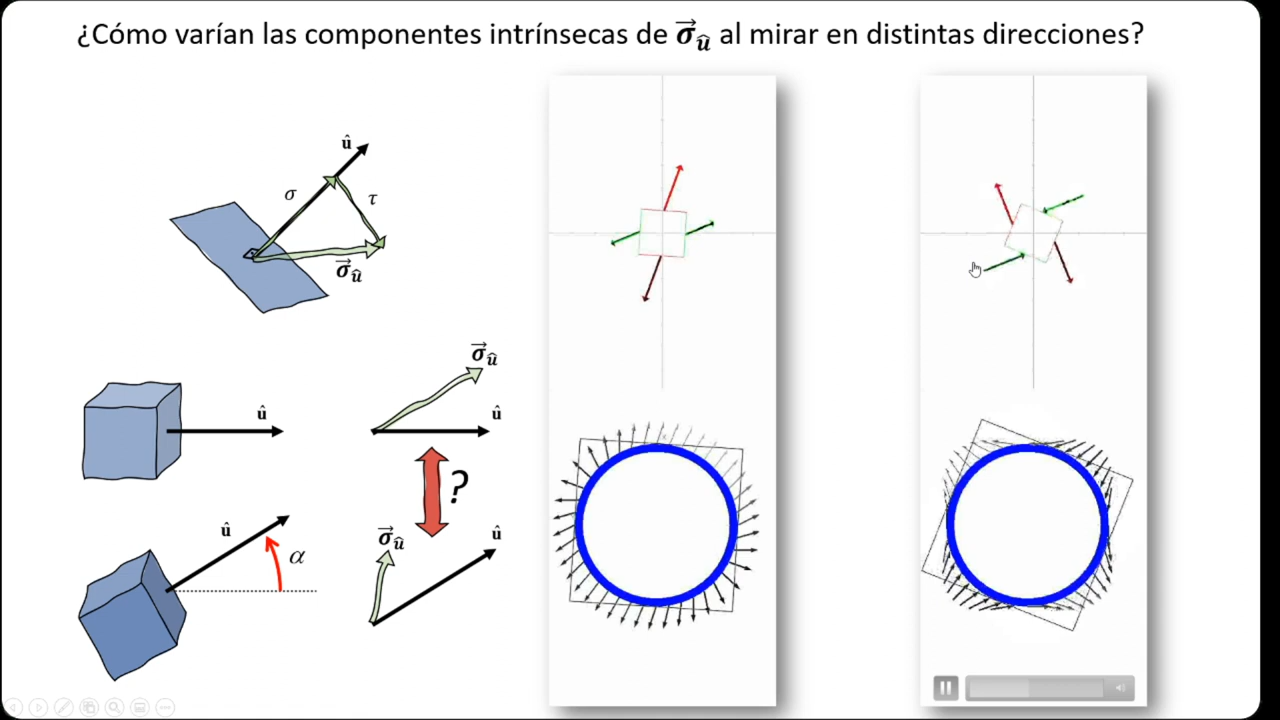 ¿Cómo varían las componentes intrínsecas de σ⃗û al mirar en distintas direcciones?
û
σ
τ
σ⃗û
σ⃗û
û
û
?
û
α
σ⃗û
û